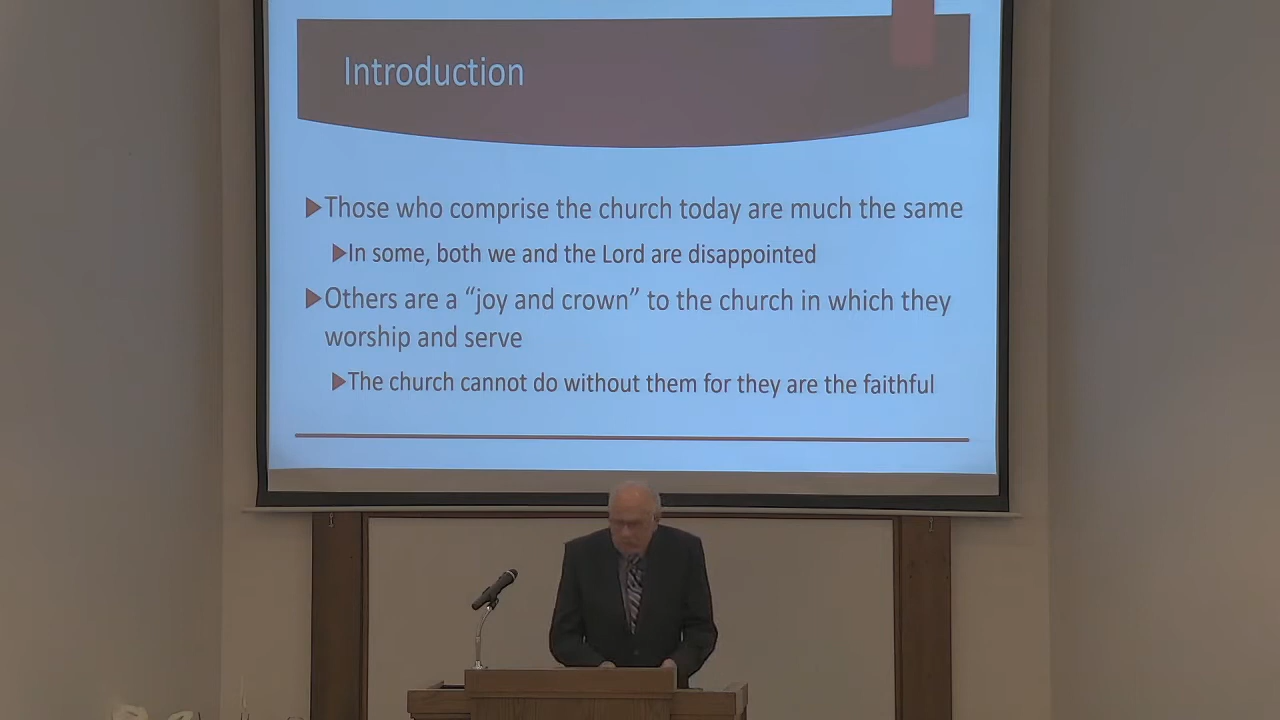 Introduction
Those who comprise the church today are much the same
In some, both we and the Lord are disappointed
Others are a “joy and crown” to the church in which they
worship and serve
The church cannot do without them for they are the faithful